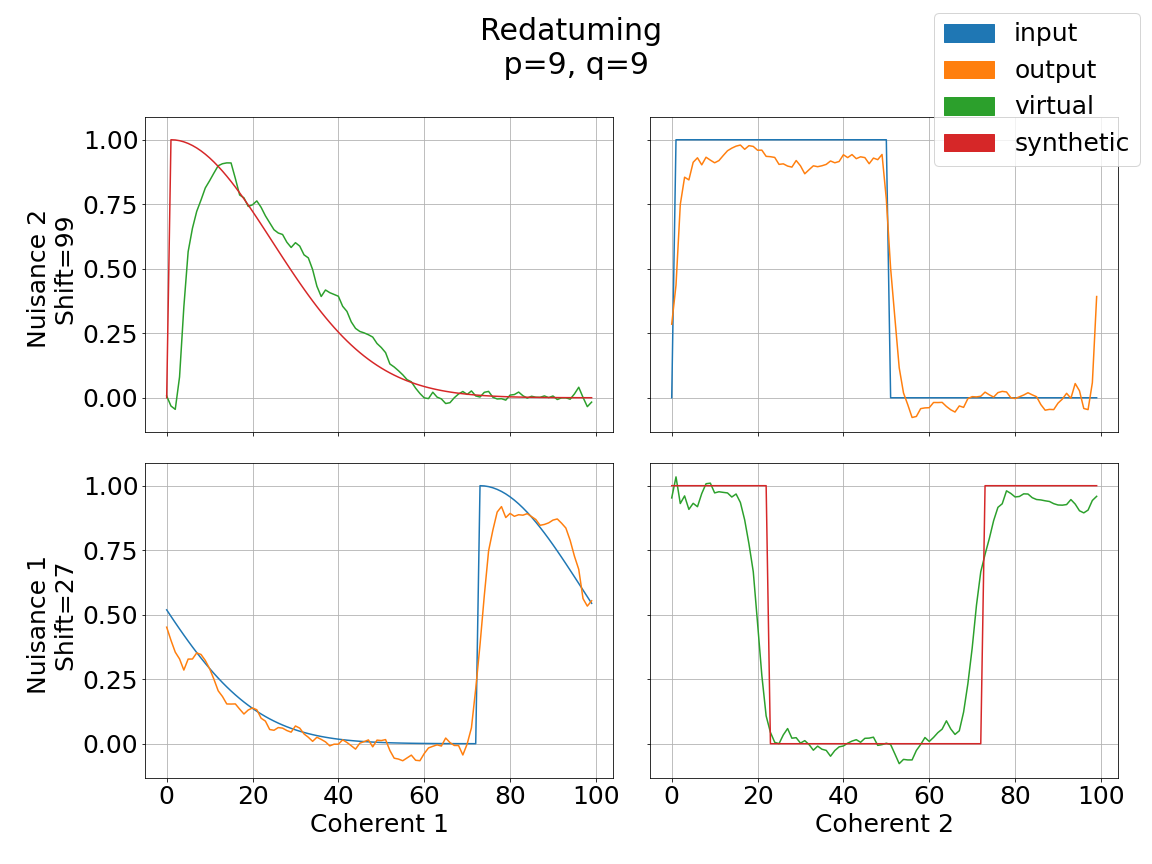 Redatuming
p=9, q=9
input
output
virtual
synthetic
Nuisance 2
Shift=99
1.00
0.75
0.50
0.25
0.00
Nuisance 1
Shift=27
1.00
0.75
0.50
0.25
0.00
0 20 40 60 80 100
0 20 40 60 80 100
Coherent 1
Coherent 2